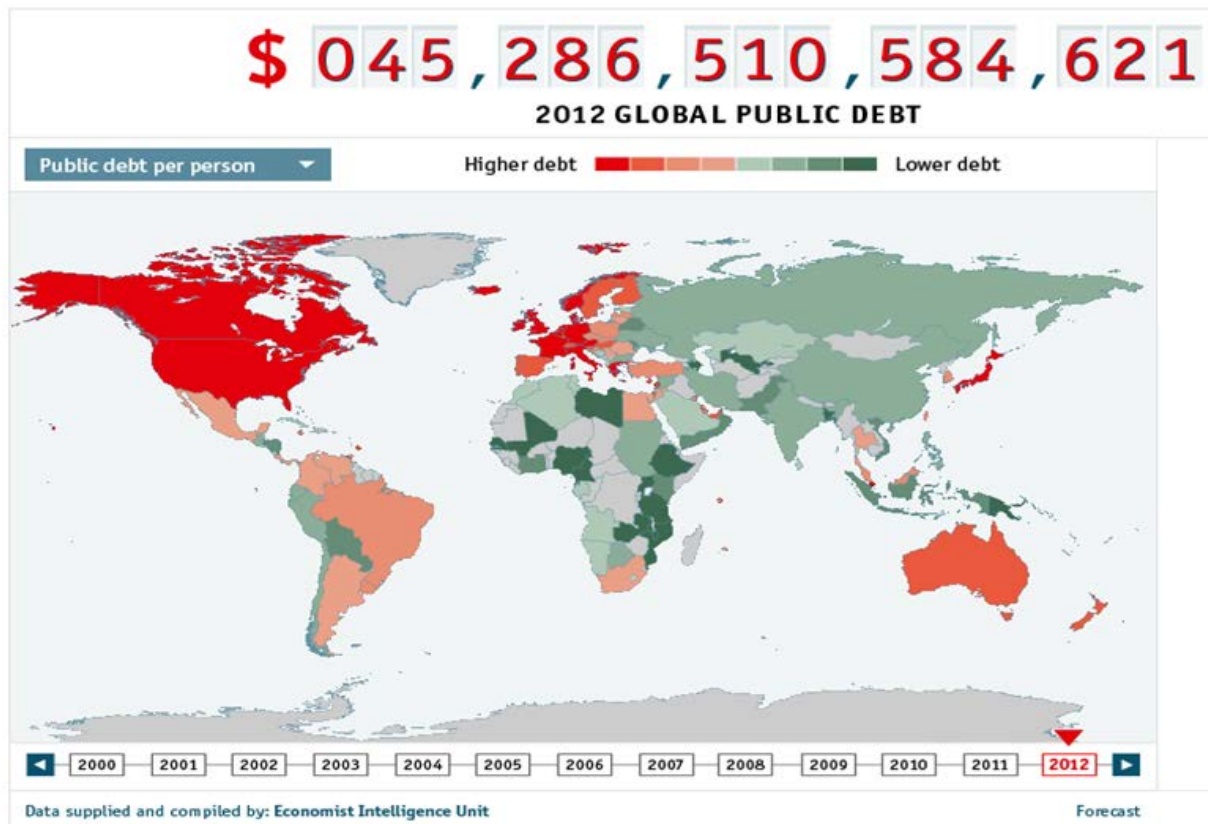 $ 045,286,510,584,621
2012 GLOBAL PUBLIC DEBT
Public debt per person Higher debt Lower debt
2000 2001 2002 2003 2004 2005 2006 2007 2008 2009 2010 2011 2012
Data supplied and compiled by: Economist Intelligence Unit Forecast